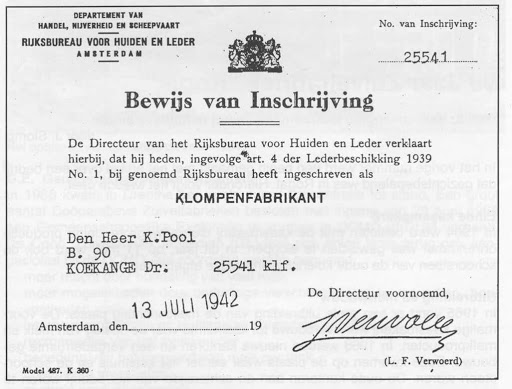 DEPARTEMENT VAN
HANDEL, NIJVERHEID EN SCHEEPVAART
RIJKSBUREAU VOOR HUIDEN EN LEDER
AMSTERDAM
No. van Inschrijving:
25541
Bewijs van Inschrijving
De Directeur van het Rijksbureau voor Huiden en Leder verklaart
hierbij, dat hij heden, ingevolge art. 4 der Lederbeschikking 1939
No. 1, bij genoemd Rijksbureau heeft ingeschreven als
KLOMPENFABRIKANT
Den Heer K.Pool
B. 90
KOEKANGE Dr. 25541 klf.
13 JULI 1942
Amsterdam, den 19
De Directeur voornoemd,
(L. F. Verwoerd)
Model 487. K 360